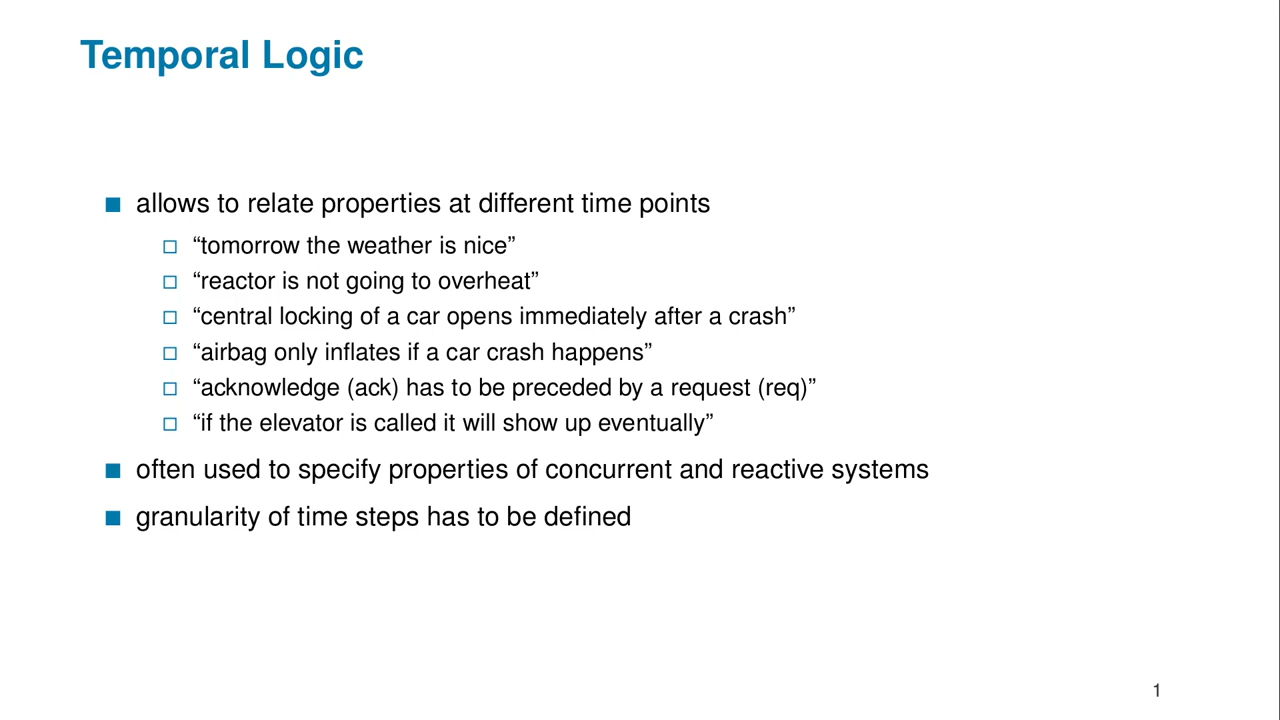 Temporal Logic
allows to relate properties at different time points
“tomorrow the weather is nice”
“reactor is not going to overheat”
“central locking of a car opens immediately after a crash”
“airbag only inflates if a car crash happens”
“acknowledge (ack) has to be preceded by a request (req)”
“if the elevator is called it will show up eventually”
often used to specify properties of concurrent and reactive systems
granularity of time steps has to be defined
1